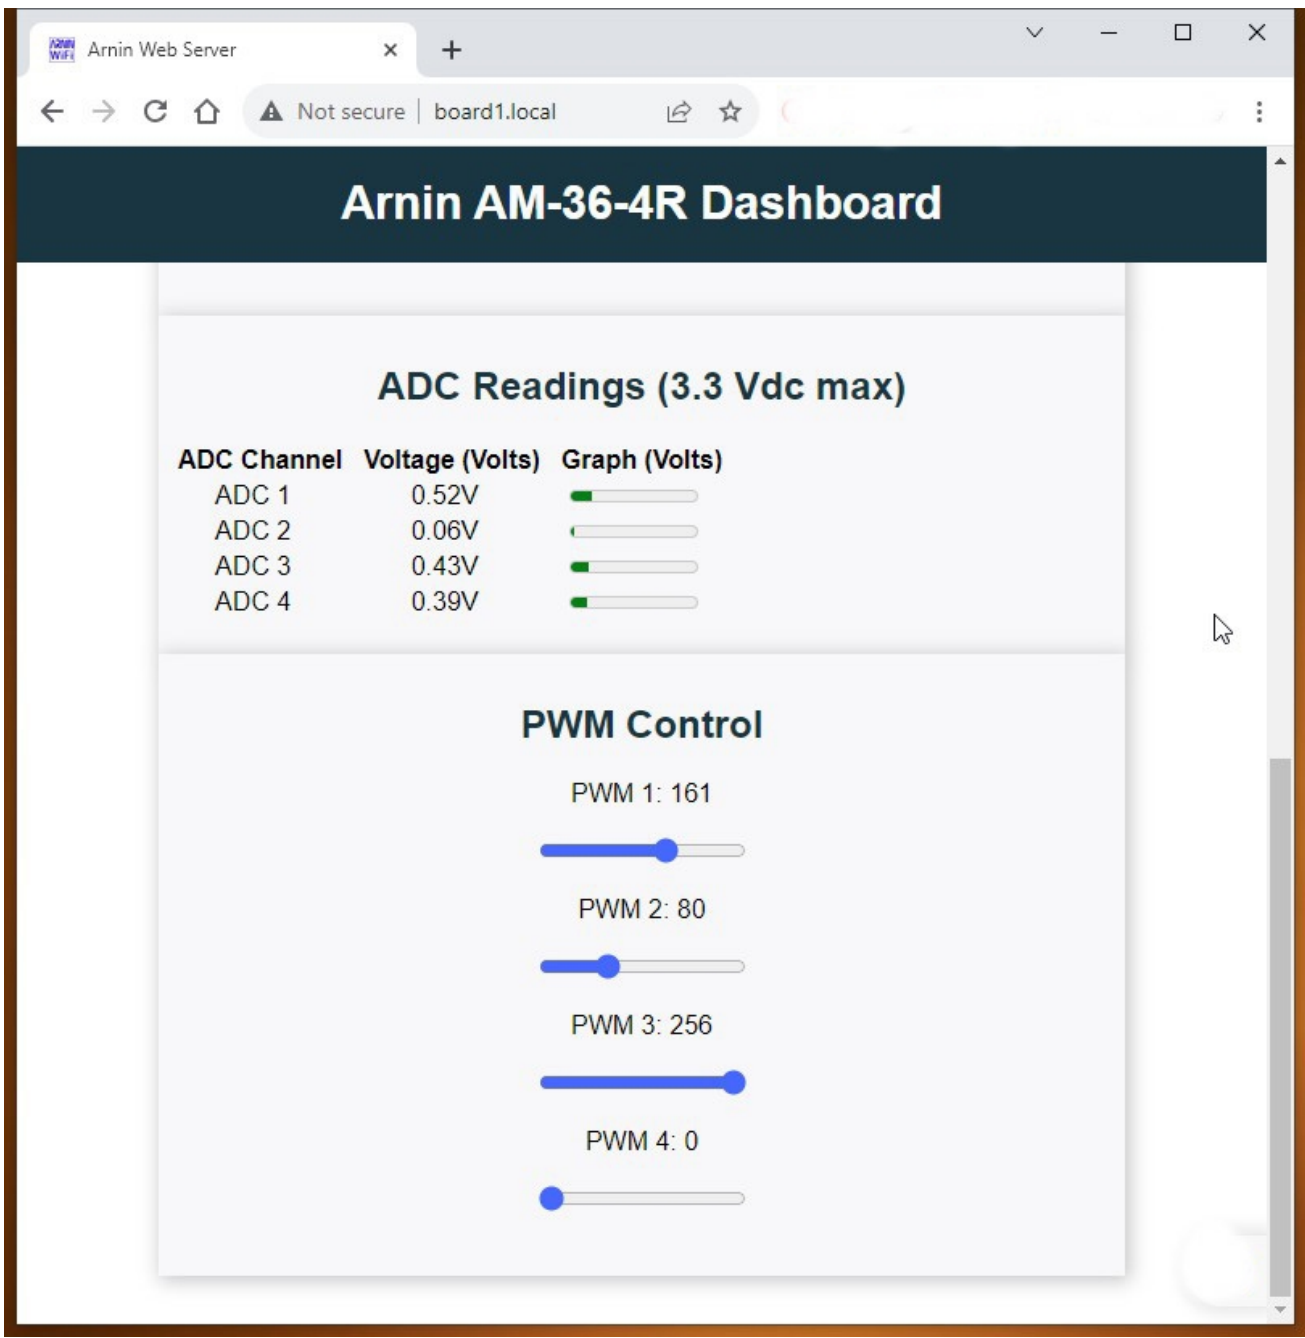 ARNIN
WiFi
Arnin Web Server
Not secure
board1.local
Arnin AM-36-4R Dashboard
ADC Readings (3.3 Vdc max)
ADC Channel Voltage (Volts) Graph (Volts)
ADC 1 0.52V
ADC 2 0.06V
ADC 3 0.43V
ADC 4 0.39V
PWM Control
PWM 1: 161
PWM 2: 80
PWM 3: 256
PWM 4: 0